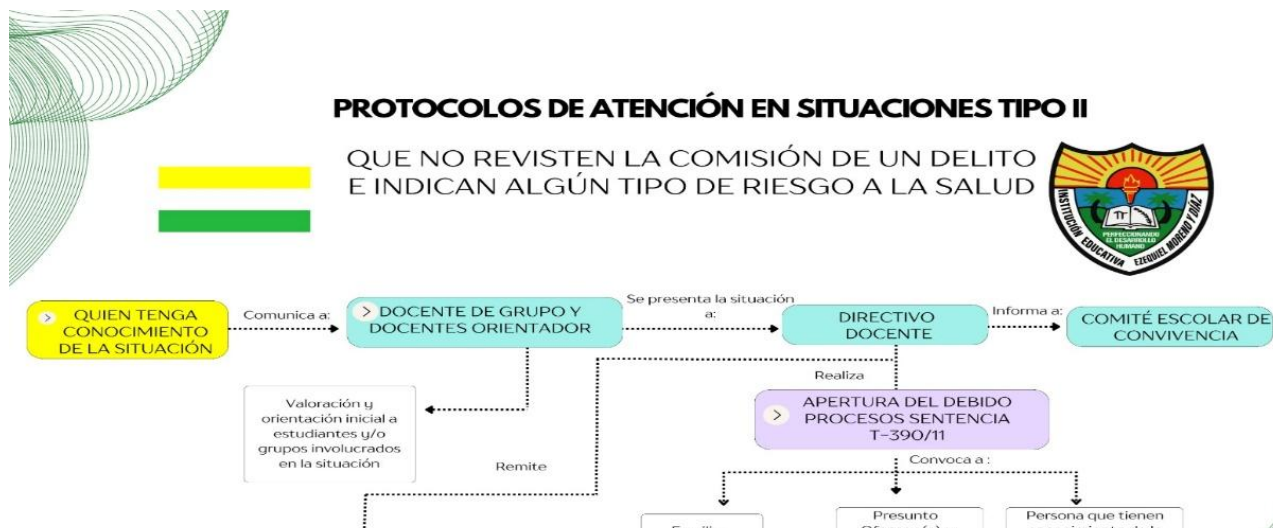 PROTOCOLOS DE ATENCIÓN EN SITUACIONES TIPO II
QUE NO REVISTEN LA COMISIÓN DE UN DELITO
E INDICAN ALGÚN TIPO DE RIESGO A LA SALUD
PERFECCIONANDO
EL DESARROLLO
HUMANO
INSTITUCIÓN EDUCATIVA EZEQUIEL MORENO Y DÍAZ
QUIEN TENGA
CONOCIMIENTO
DE LA SITUACIÓN
Comunica a:
DOCENTE DE GRUPO Y
DOCENTES ORIENTADOR
Se presenta la situación
a:
DIRECTIVO
DOCENTE
Informa a:
COMITÉ ESCOLAR DE
CONVIVENCIA
Valoración y
orientación inicial a
estudiantes y/o
grupos involucrados
en la situación
Remite
Realiza
APERTURA DEL DEBIDO
PROCESOS SENTENCIA
T-390/11
Convoca a :
Presunto
Persona que tienen